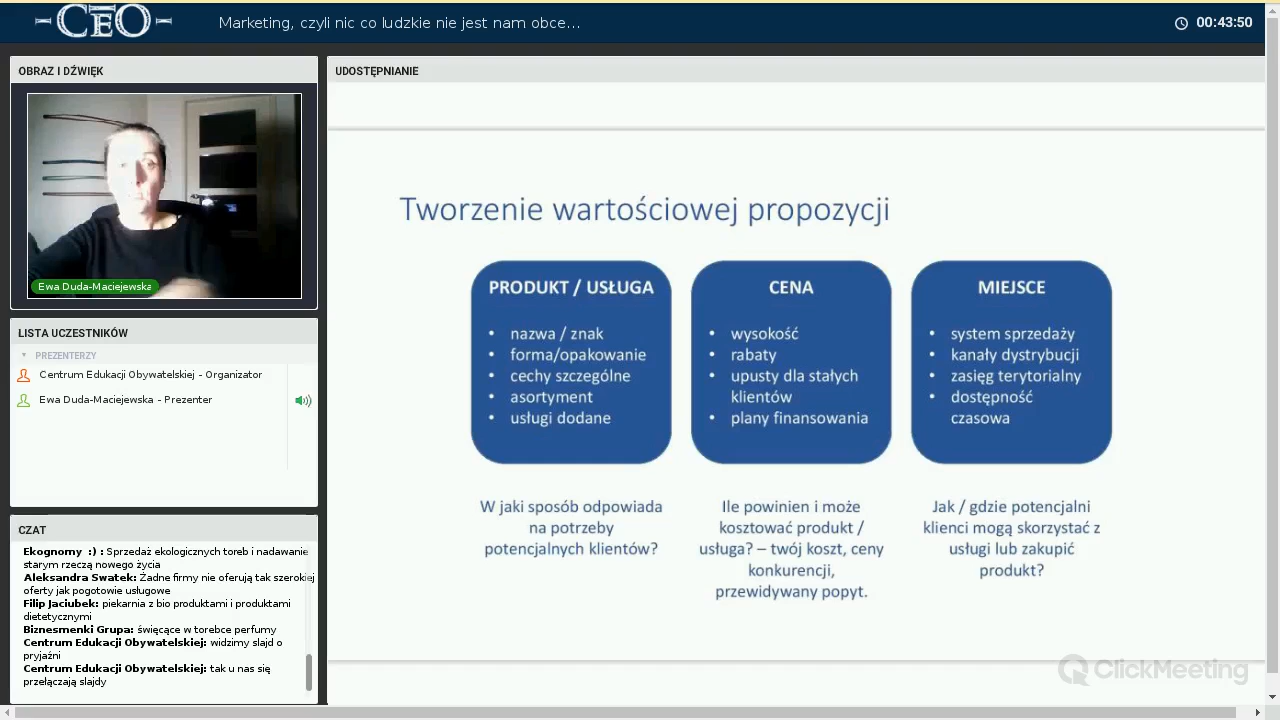 CEO
Marketing, czyli nic co ludzkie nie jest nam obce...
00:43:50
OBRAZ I DŹWIĘK
Ewa Duda-Maciejewska
LISTA UCZESTNIKÓW
PREZENTERZY
Centrum Edukacji Obywatelskiej - Organizator
Ewa Duda-Maciejewska - Prezenter
CZAT
Ekognomy :) : Sprzedaż ekologicznych toreb i nadawanie
starym rzeczą nowego życia
Aleksandra Swatek: Żadne firmy nie oferują tak szerokiej
oferty jak pogotowie usługowe
Filip Jaciubek: piekarnia z bio produktami i produktami
dietetycznymi
Biznesmenki Grupa: święcące w torebce perfumy
Centrum Edukacji Obywatelskiej: widzimy slajd o
pryjaźni
Centrum Edukacji Obywatelskiej: tak u nas się
przełączają slajdy
UDOSTĘPNIANIE
Tworzenie wartościowej propozycji
PRODUKT / USŁUGA
• nazwa / znak
• forma/opakowanie
• cechy szczególne
• asortyment
• usługi dodane
W jaki sposób odpowiada
na potrzeby
potencjalnych klientów?
CENA
• wysokość
• rabaty
• upusty dla stałych
klientów
• plany finansowania
Ile powinien i może
kosztować produkt /
usługa? – twój koszt, ceny
konkurencji,
przewidywany popyt.
MIEJSCE
• system sprzedaży
• kanały dystrybucji
• zasięg terytorialny
• dostępność
czasowa
Jak / gdzie potencjalni
klienci mogą skorzystać z
usługi lub zakupić
produkt?
ClickMeeting